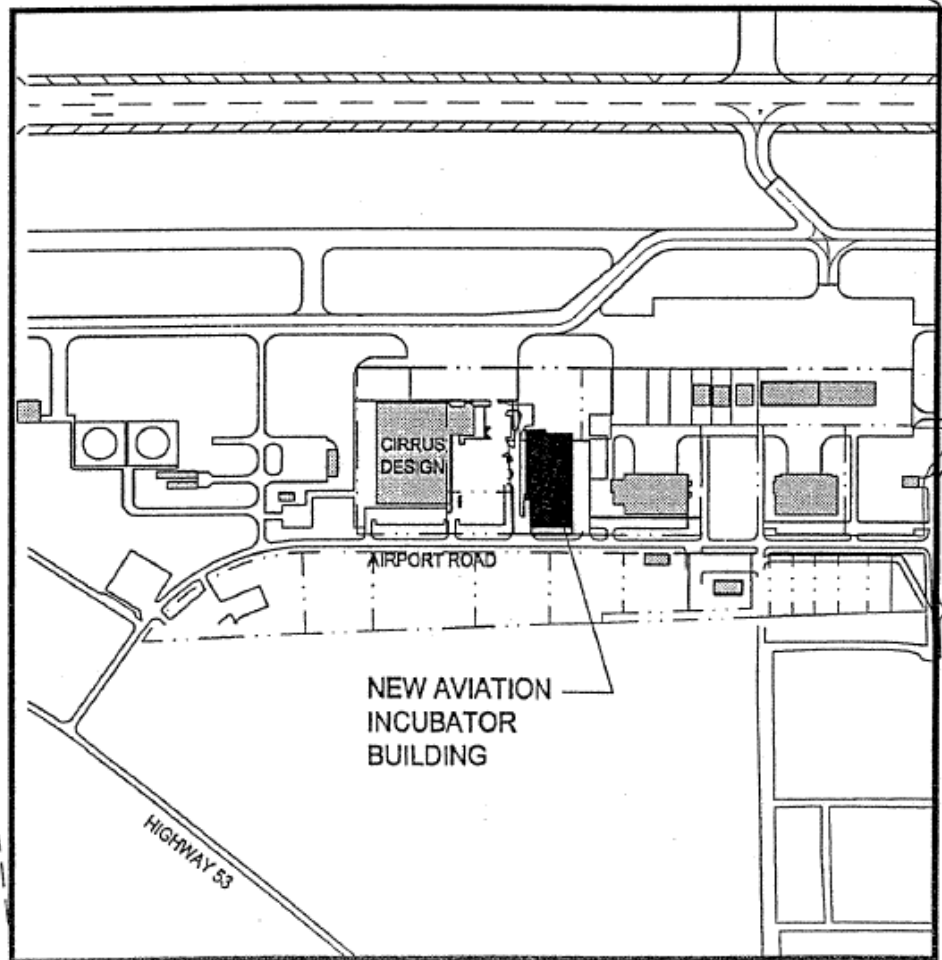 CIRRUS
DESIGN
AIRPORT ROAD
NEW AVIATION
INCUBATOR
BUILDING
HIGHWAY 53